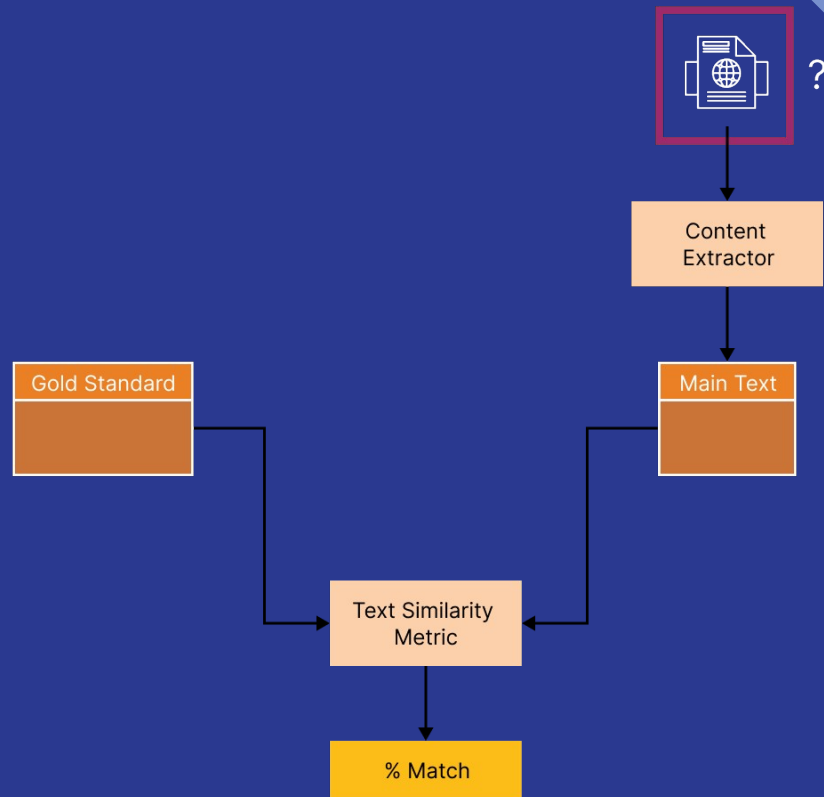 ?
Content
Extractor
Gold Standard
Main Text
Text Similarity
Metric
% Match